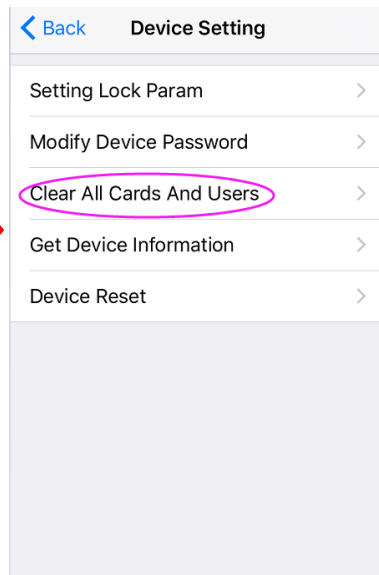 Back Device Setting
Setting Lock Param
Modify Device Password
Clear All Cards And Users
Get Device Information
Device Reset